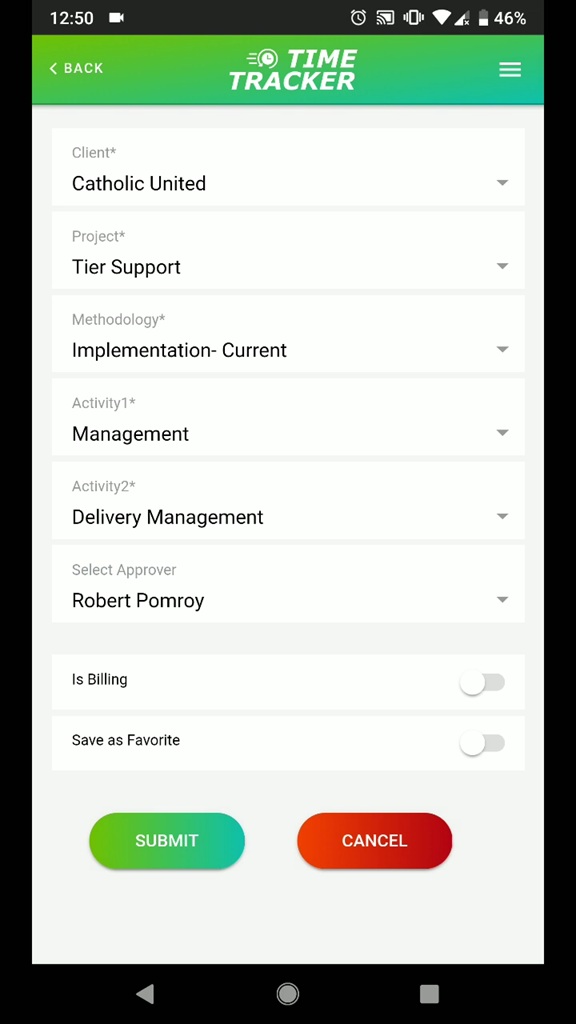 12:50 46%
BACK
TIME
TRACKER
Client*
Catholic United
Project*
Tier Support
Methodology*
Implementation- Current
Activity1*
Management
Activity2*
Delivery Management
Select Approver
Robert Pomroy
Is Billing
Save as Favorite
SUBMIT CANCEL